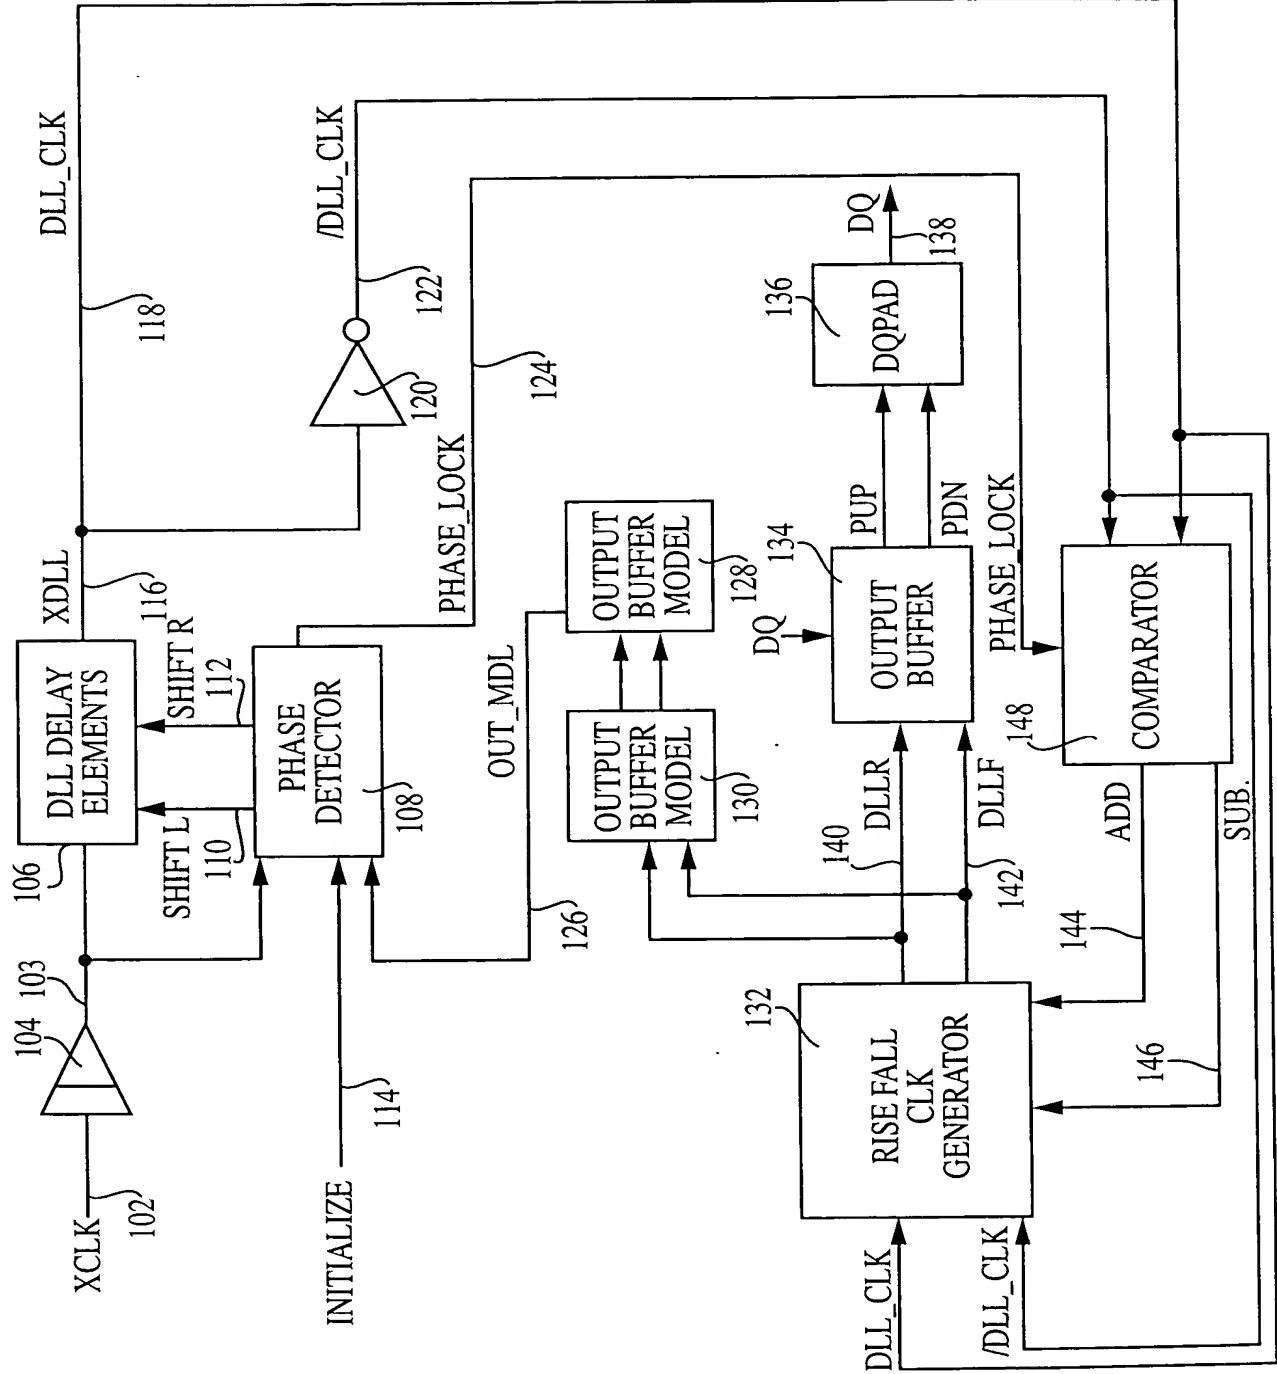 XCLK
102
104
103
106
DLL DELAY
ELEMENTS
XDLL
116
118
DLL_CLK
SHIFT L
110
SHIFT R
112
120
122
/DLL_CLK
INITIALIZE
114
PHASE
DETECTOR
108
PHASE_LOCK
124
OUT_MDL
126
OUTPUT
BUFFER
MODEL
130
OUTPUT
BUFFER
MODEL
128
132
RISE FALL
CLK
GENERATOR
DLL_CLK
/DLL_CLK
140
DLLR
142
DLLF
DQ
134
OUTPUT
BUFFER
PUP
PDN
136
DQPAD
DQ
138
144
ADD
146
SUB.
148
COMPARATOR
PHASE_LOCK